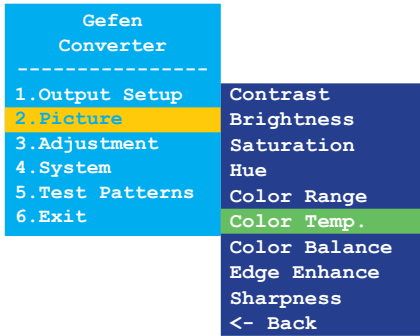 Gefen
Converter
----------------
1.Output Setup
2.Picture
3.Adjustment
4.System
5.Test Patterns
6.Exit
Contrast
Brightness
Saturation
Hue
Color Range
Color Temp.
Color Balance
Edge Enhance
Sharpness
<- Back